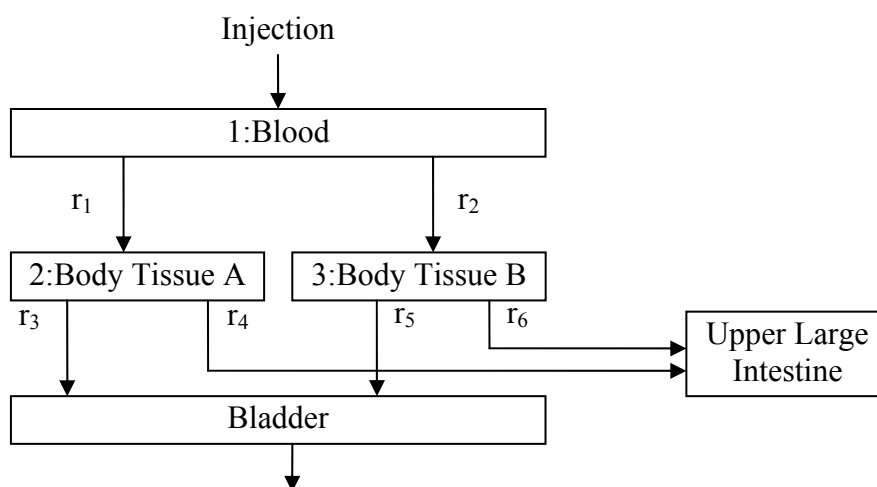 Injection
1:Blood
r₁
r₂
2:Body Tissue A
3:Body Tissue B
r₃
r₄
r₅
r₆
Upper Large
Intestine
Bladder